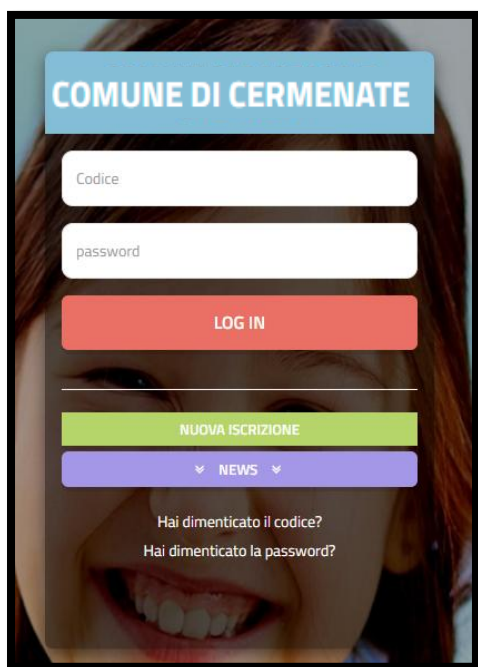 COMUNE DI CERMENATE
Codice
password
LOG IN
NUOVA ISCRIZIONE
NEWS
Hai dimenticato il codice?
Hai dimenticato la password?